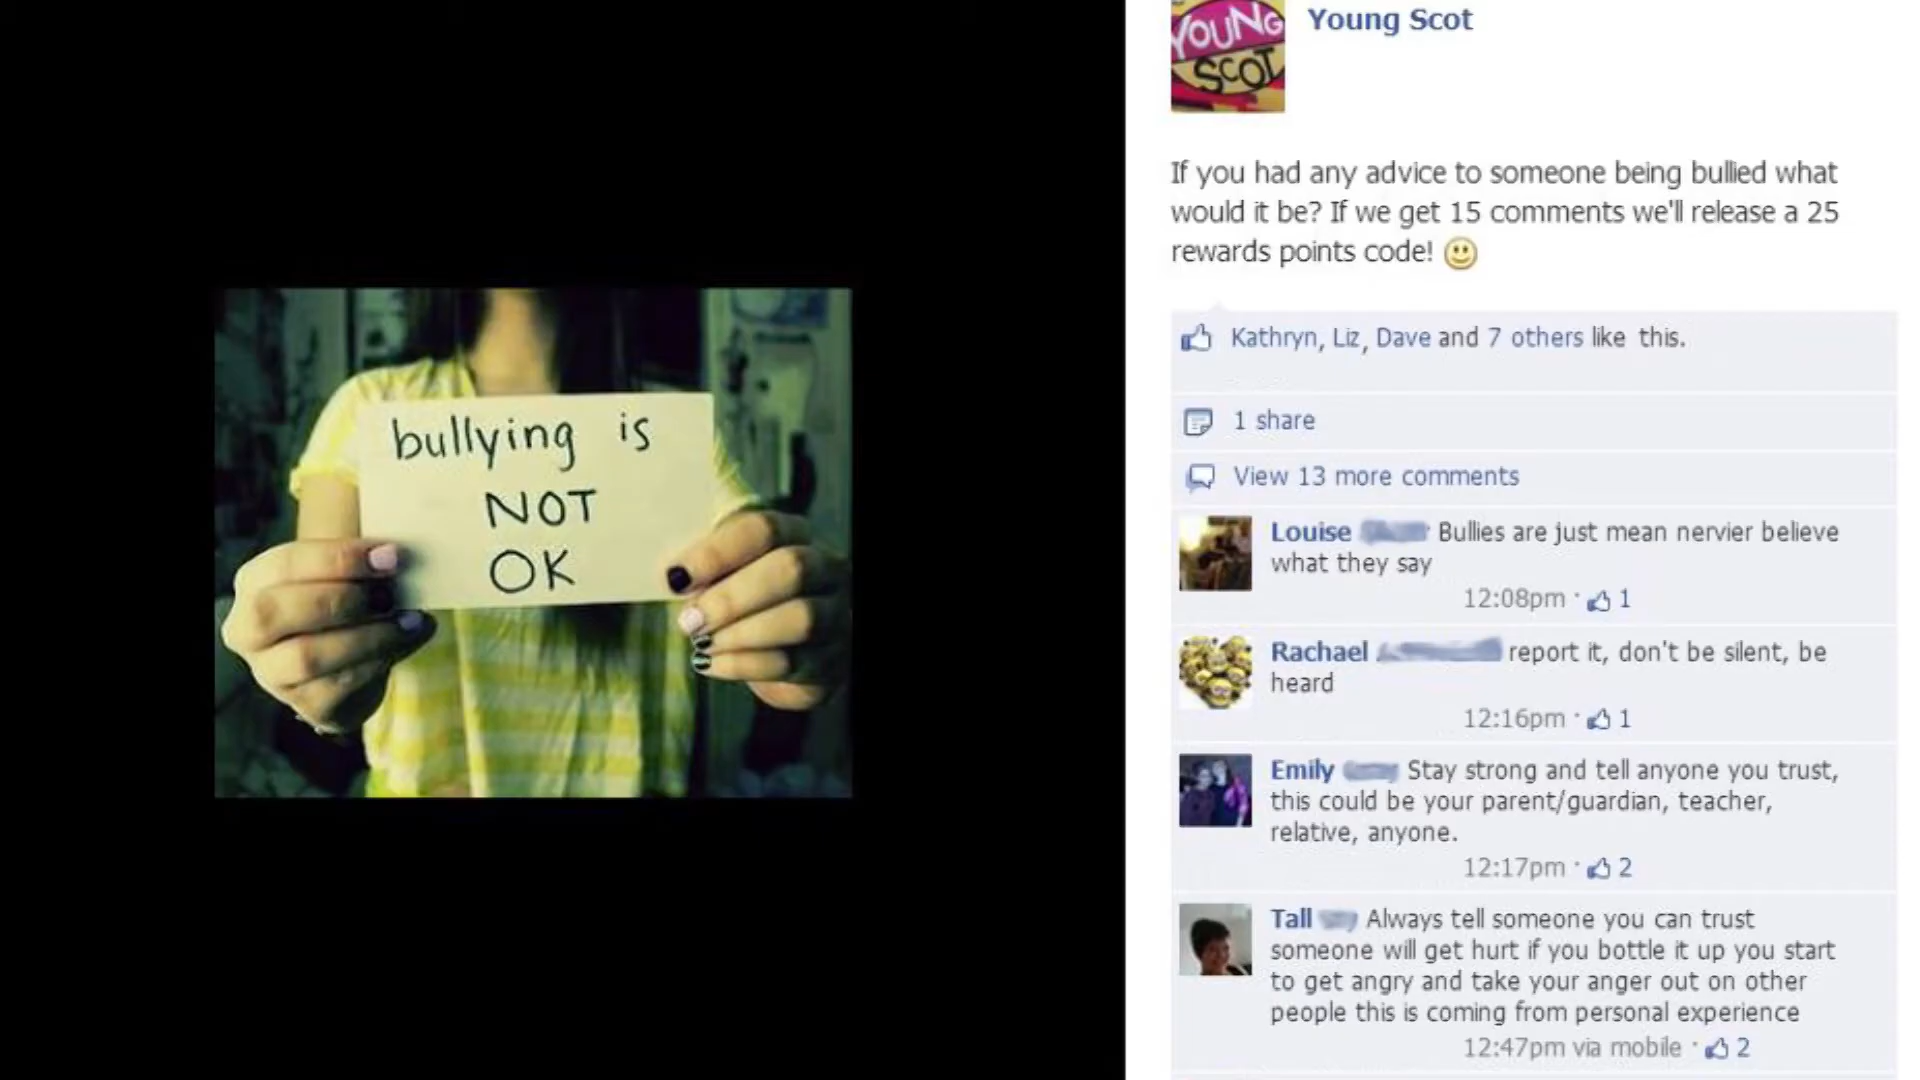 bullying is
NOT
OK
YOUNG
SCOT
Young Scot
If you had any advice to someone being bullied what
would it be? If we get 15 comments we'll release a 25
rewards points code!
Kathryn, Liz, Dave and 7 others like this.
1 share
View 13 more comments
Louise Bullies are just mean nervier believe
what they say
12:08pm · 1
Rachael report it, don't be silent, be
heard
12:16pm · 1
Emily Stay strong and tell anyone you trust,
this could be your parent/guardian, teacher,
relative, anyone.
12:17pm · 2
Tall Always tell someone you can trust
someone will get hurt if you bottle it up you start
to get angry and take your anger out on other
people this is coming from personal experience
12:47pm via mobile · 2